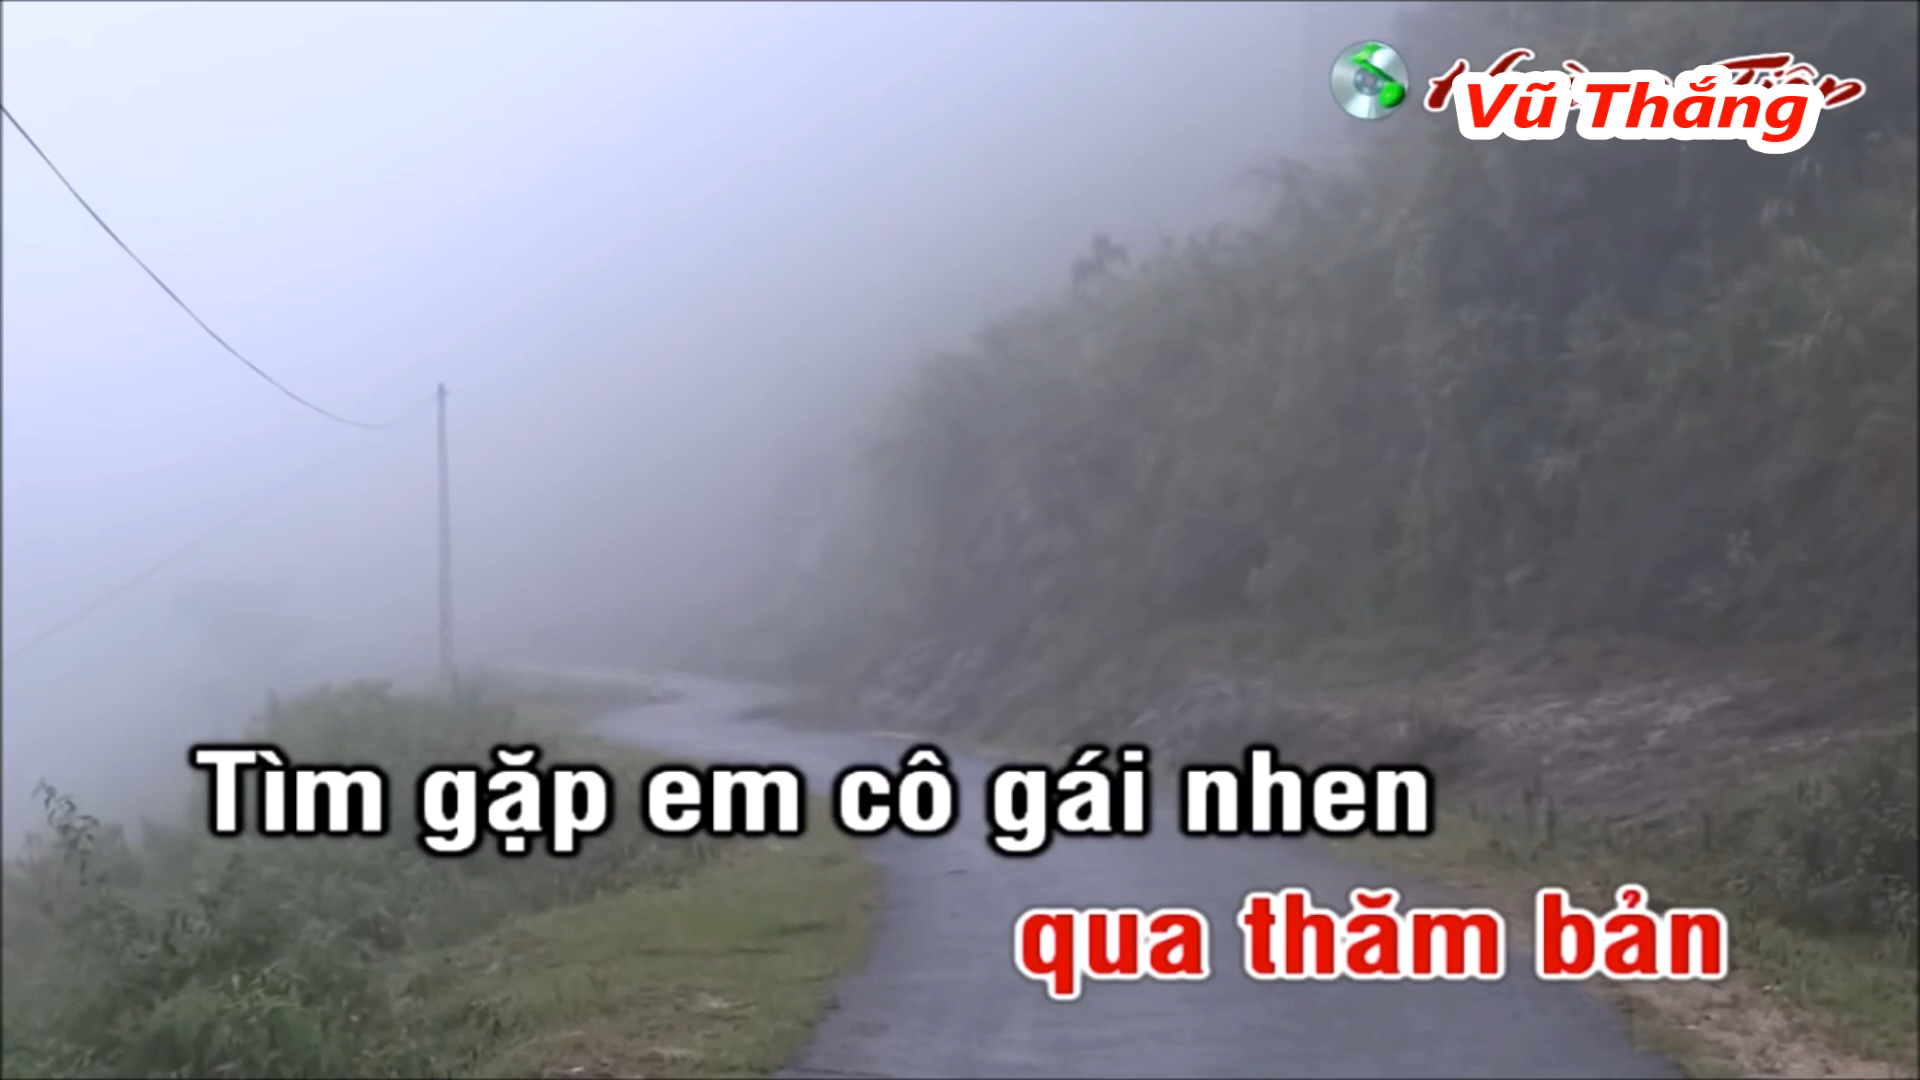 Vũ Thắng
Tìm gặp em cô gái nhen
qua thăm bản